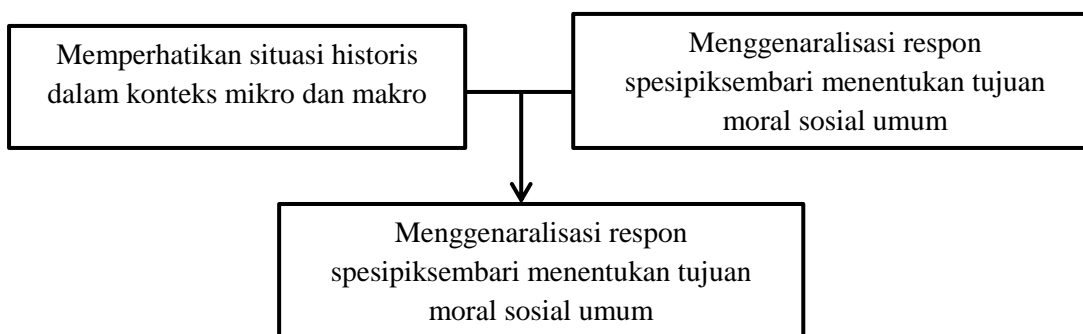 Memperhatikan situasi historis
dalam konteks mikro dan makro
Menggenaralisasi respon
spesipiksembari menentukan tujuan
moral sosial umum
Menggenaralisasi respon
spesipiksembari menentukan tujuan
moral sosial umum